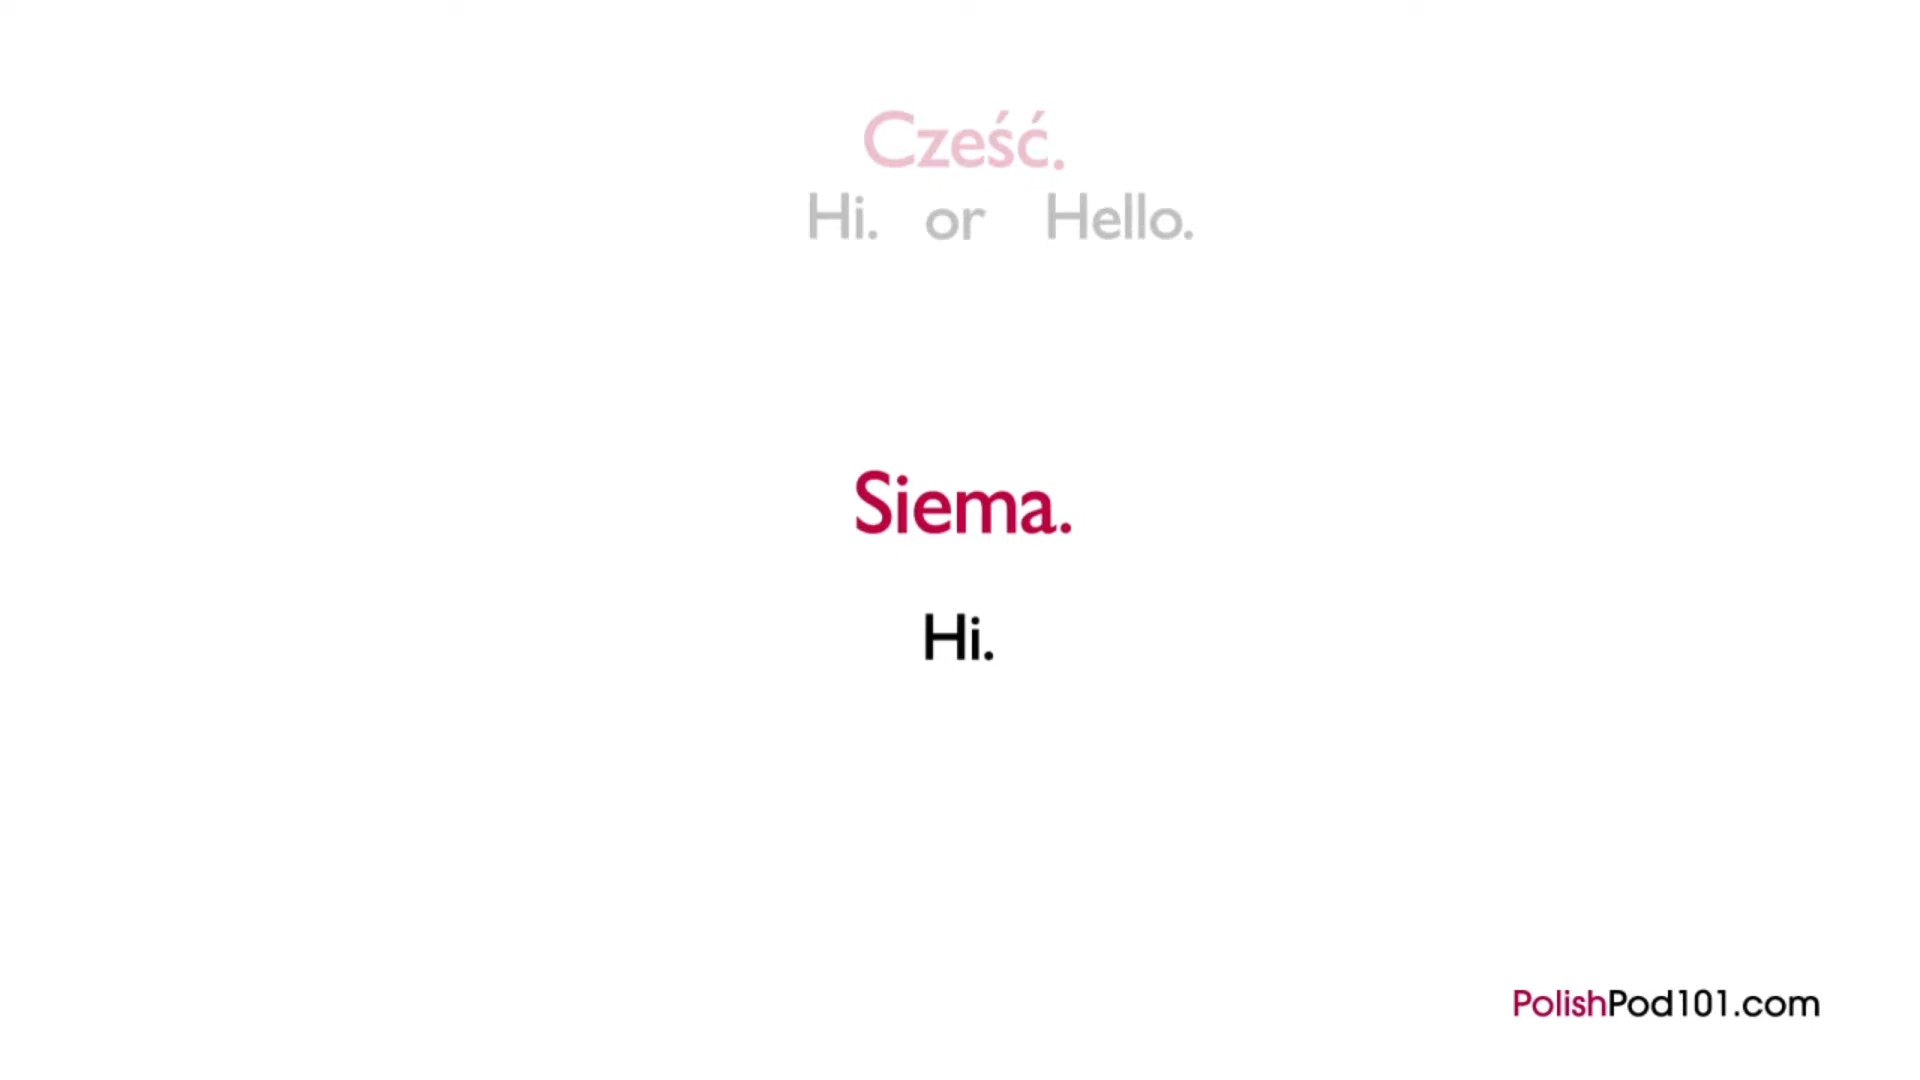 Cześć.
Hi. or Hello.
Siema.
Hi.
PolishPod101.com